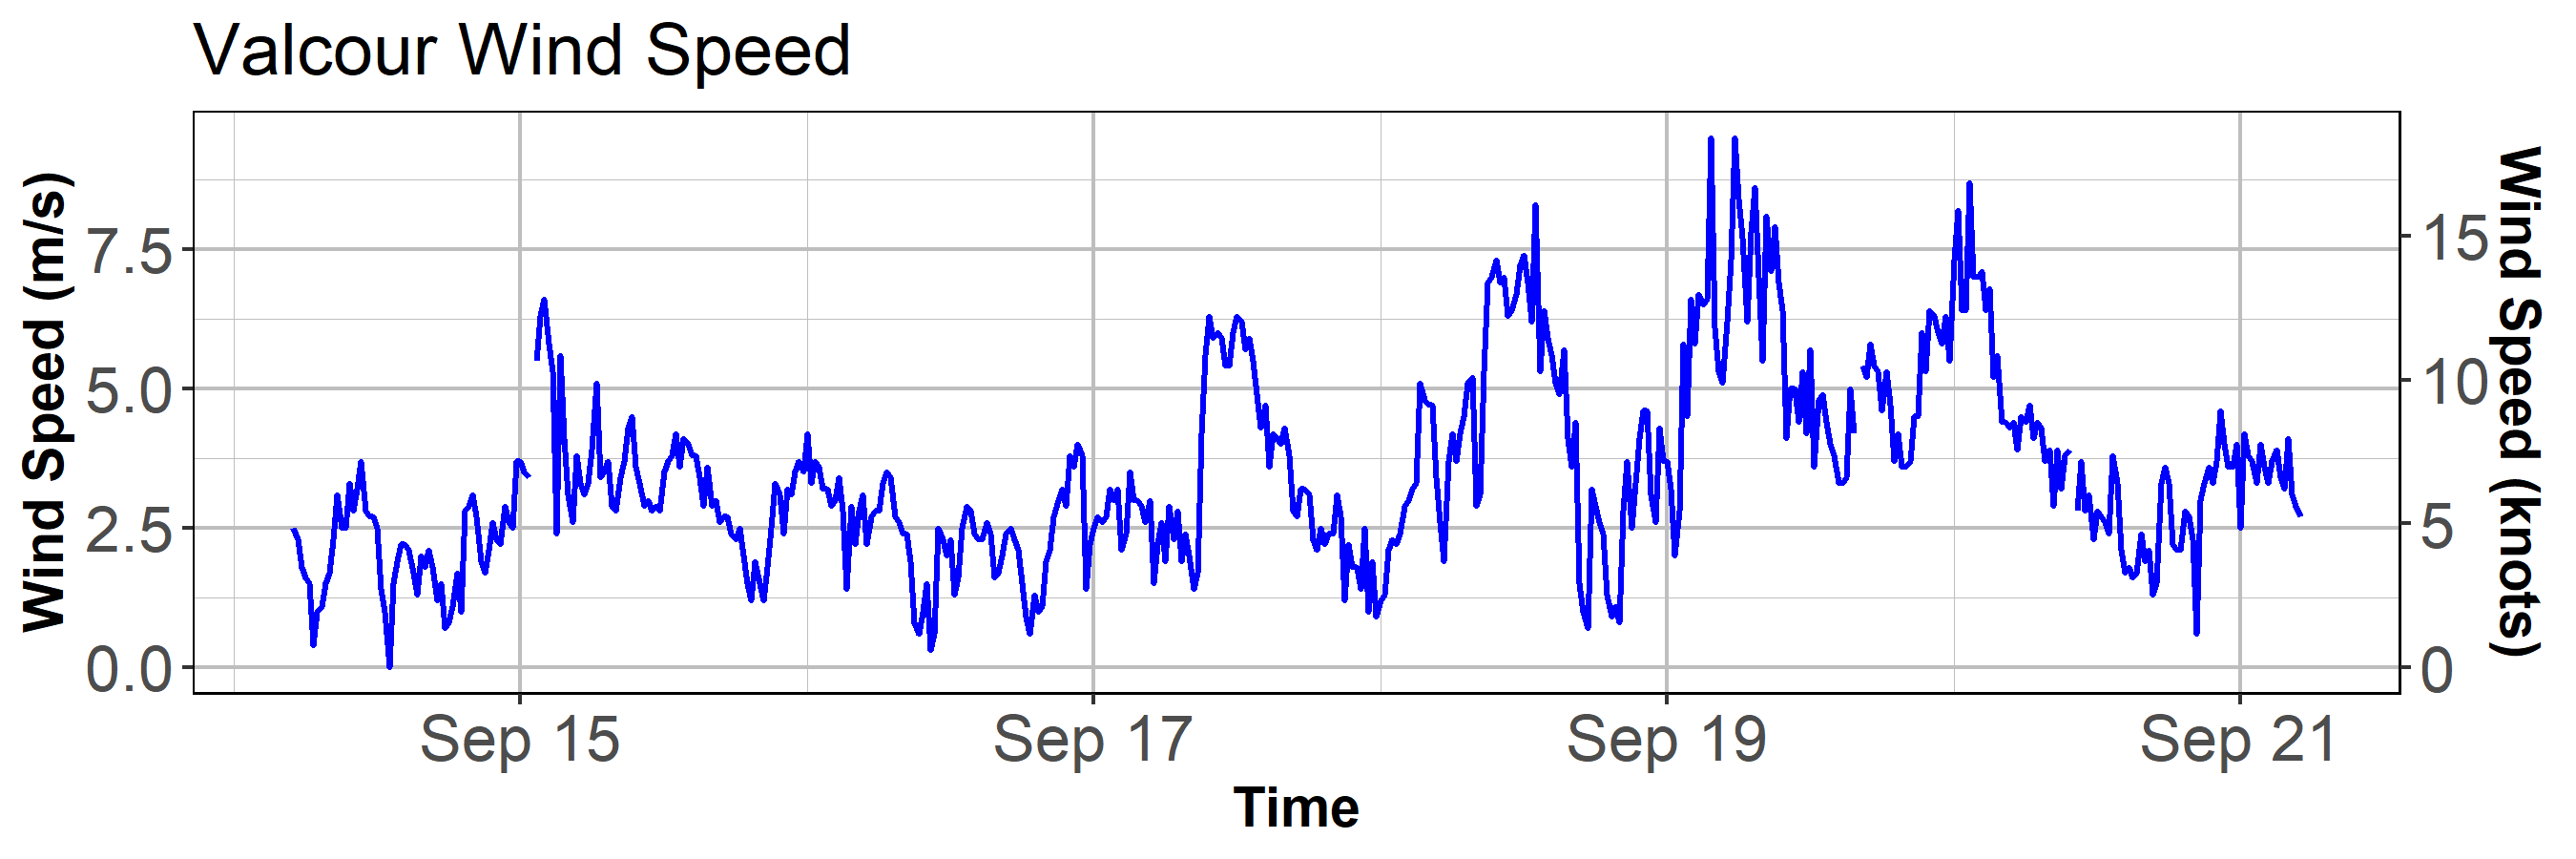 Valcour Wind Speed
Wind Speed (m/s)
7.5
5.0
2.5
0.0
15
10
5
0
Wind Speed (knots)
Sep 15
Sep 17
Sep 19
Sep 21
Time